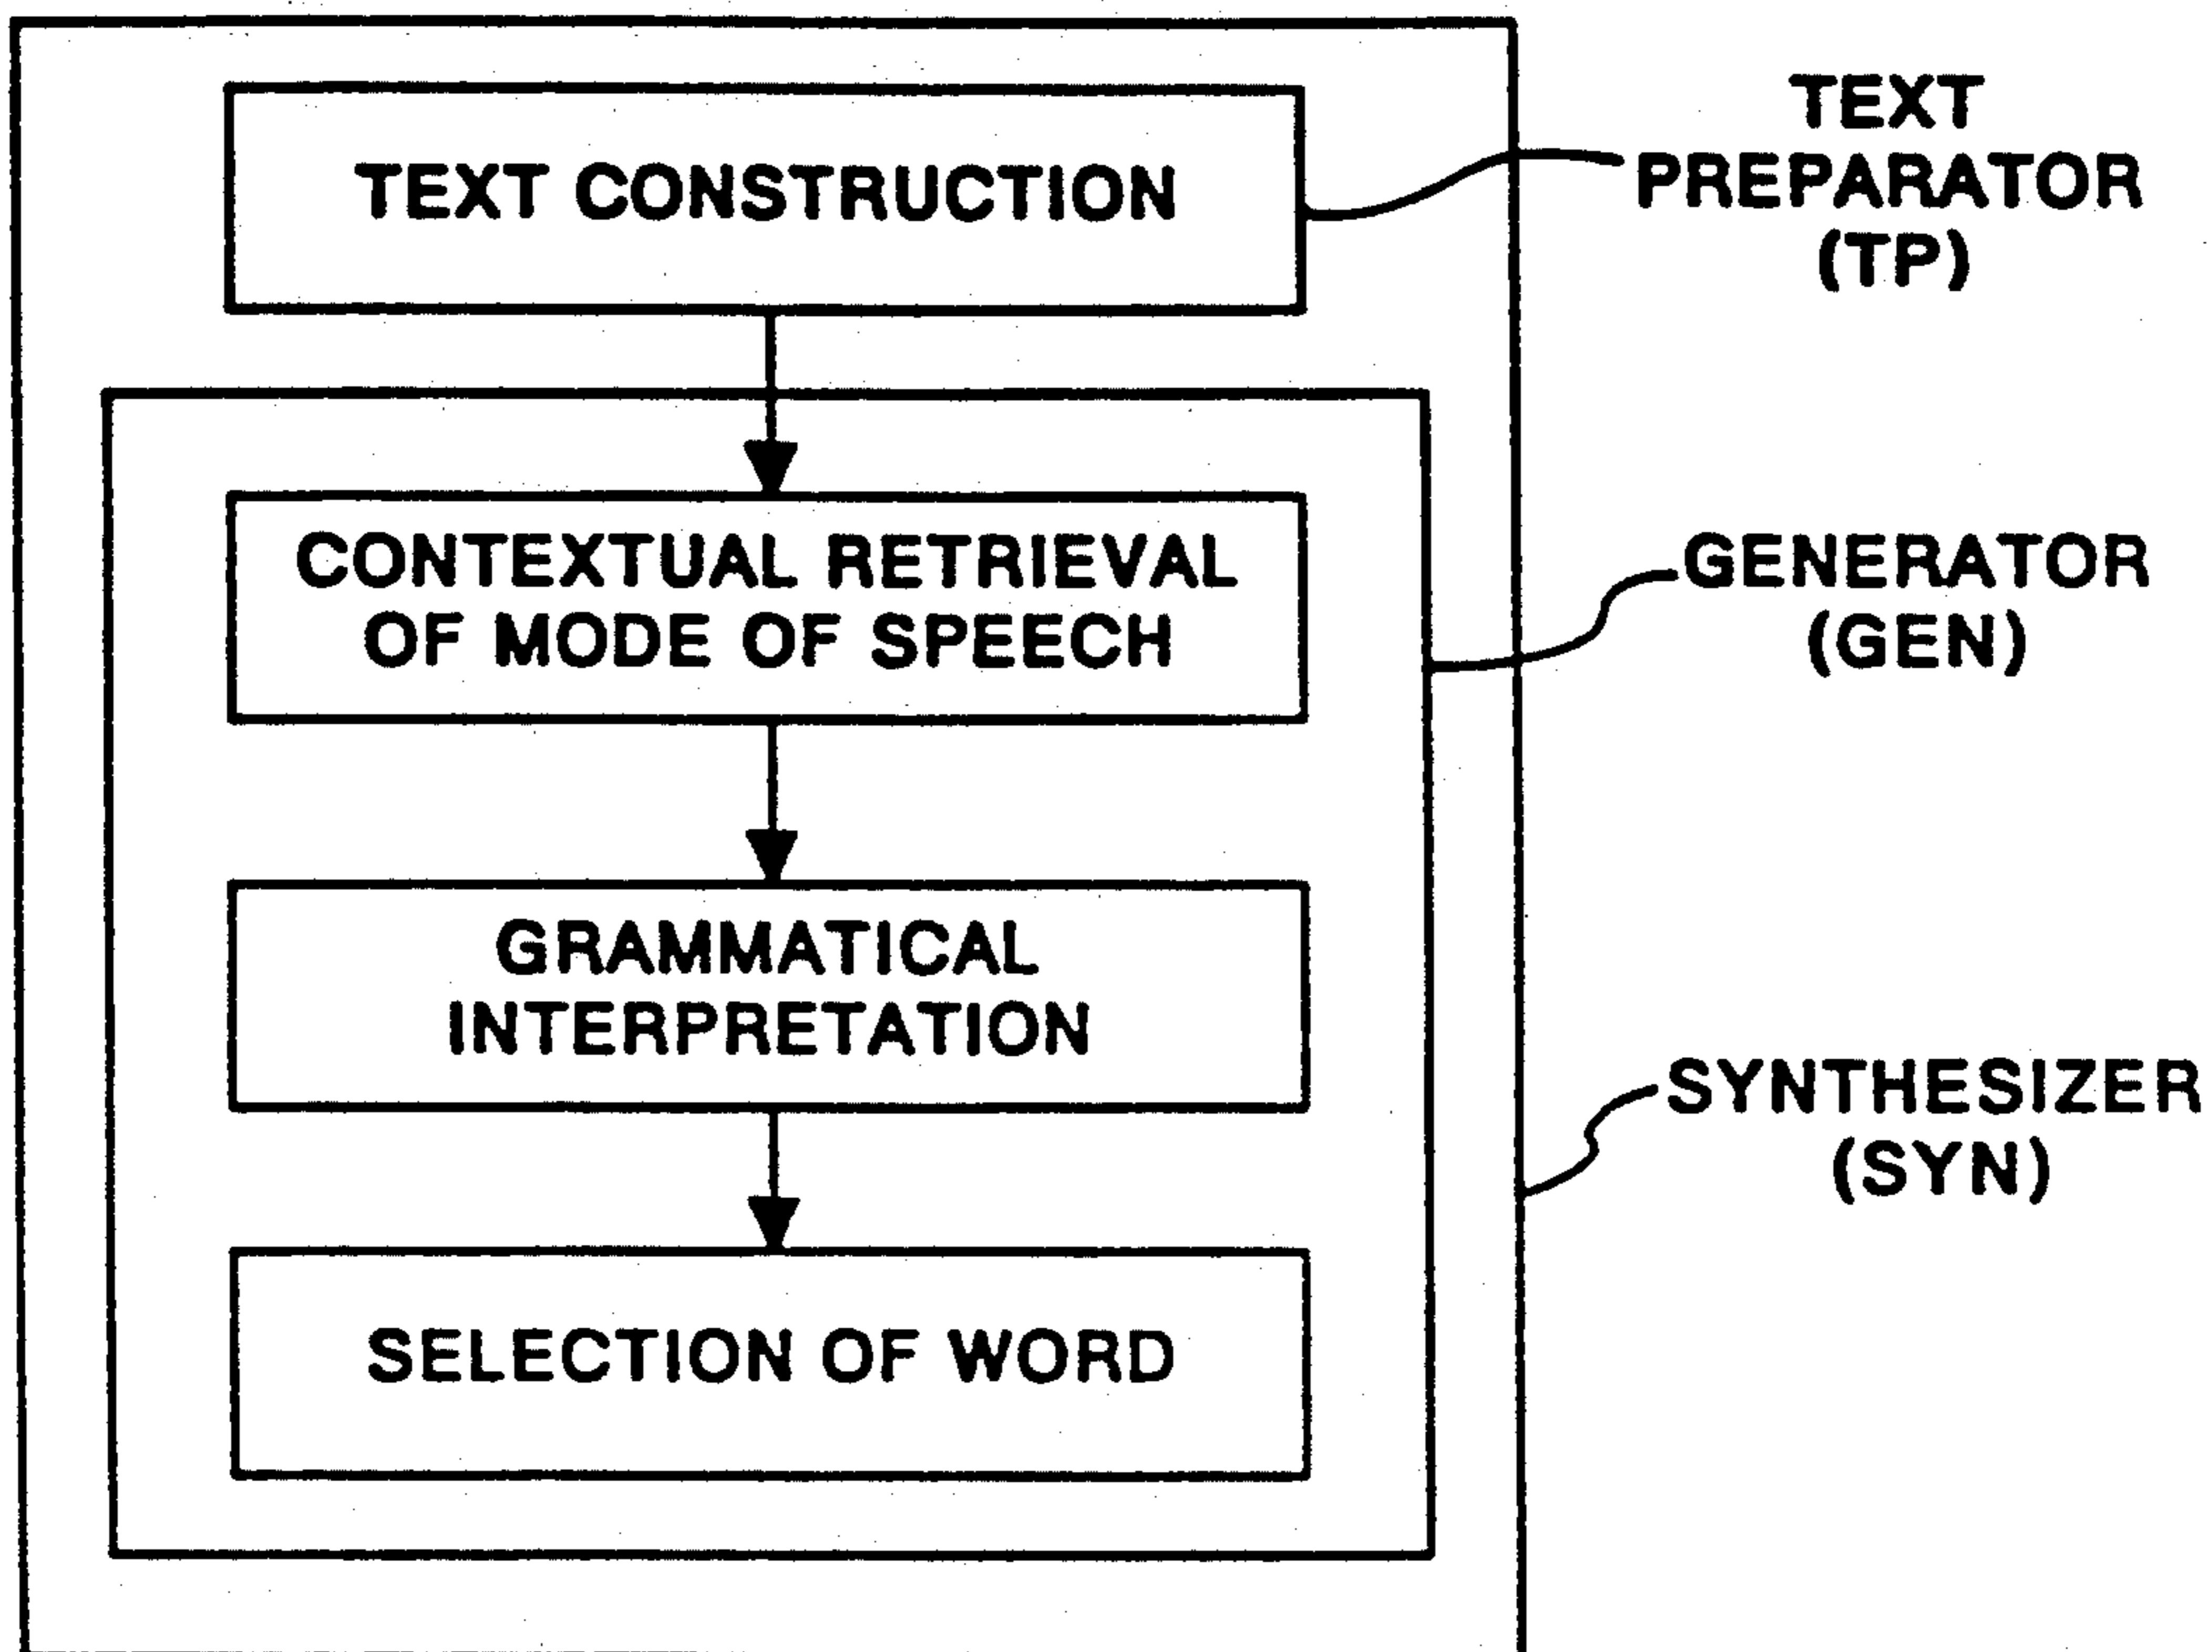 TEXT CONSTRUCTION
TEXT
PREPARATOR
(TP)
CONTEXTUAL RETRIEVAL
OF MODE OF SPEECH
GENERATOR
(GEN)
GRAMMATICAL
INTERPRETATION
SYNTHESIZER
(SYN)
SELECTION OF WORD